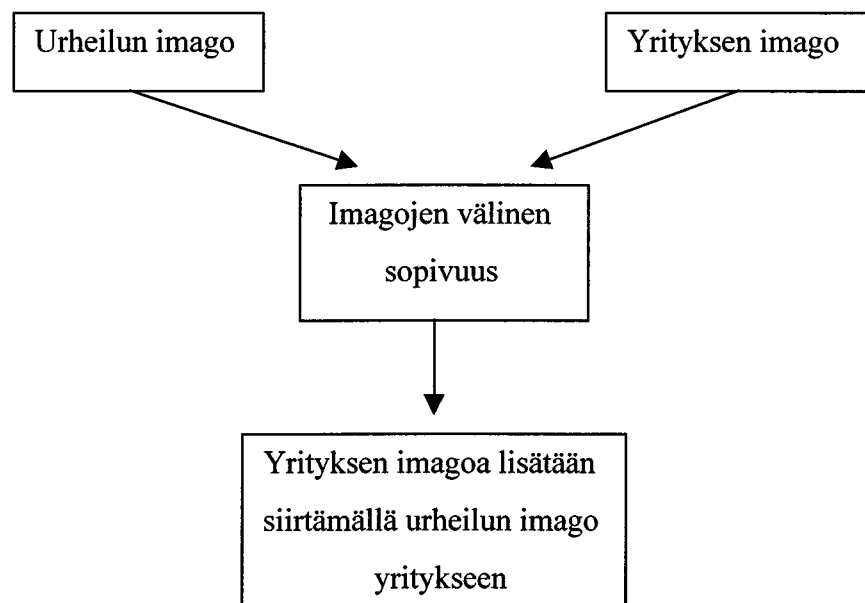 Urheilun imago
Yrityksen imago
Imagojen välinen
sopivuus
Yrityksen imagoa lisätään
siirtämällä urheilun imago
yritykseen